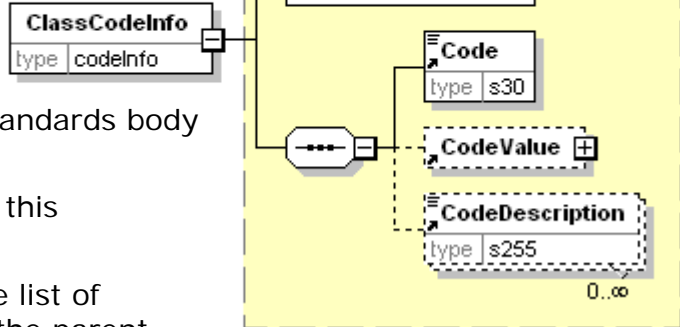 ClassCodeInfo
type codeInfo
Code
type s30
andards body
CodeValue
this
CodeDescription
type s255
list of
0..∞
the parent